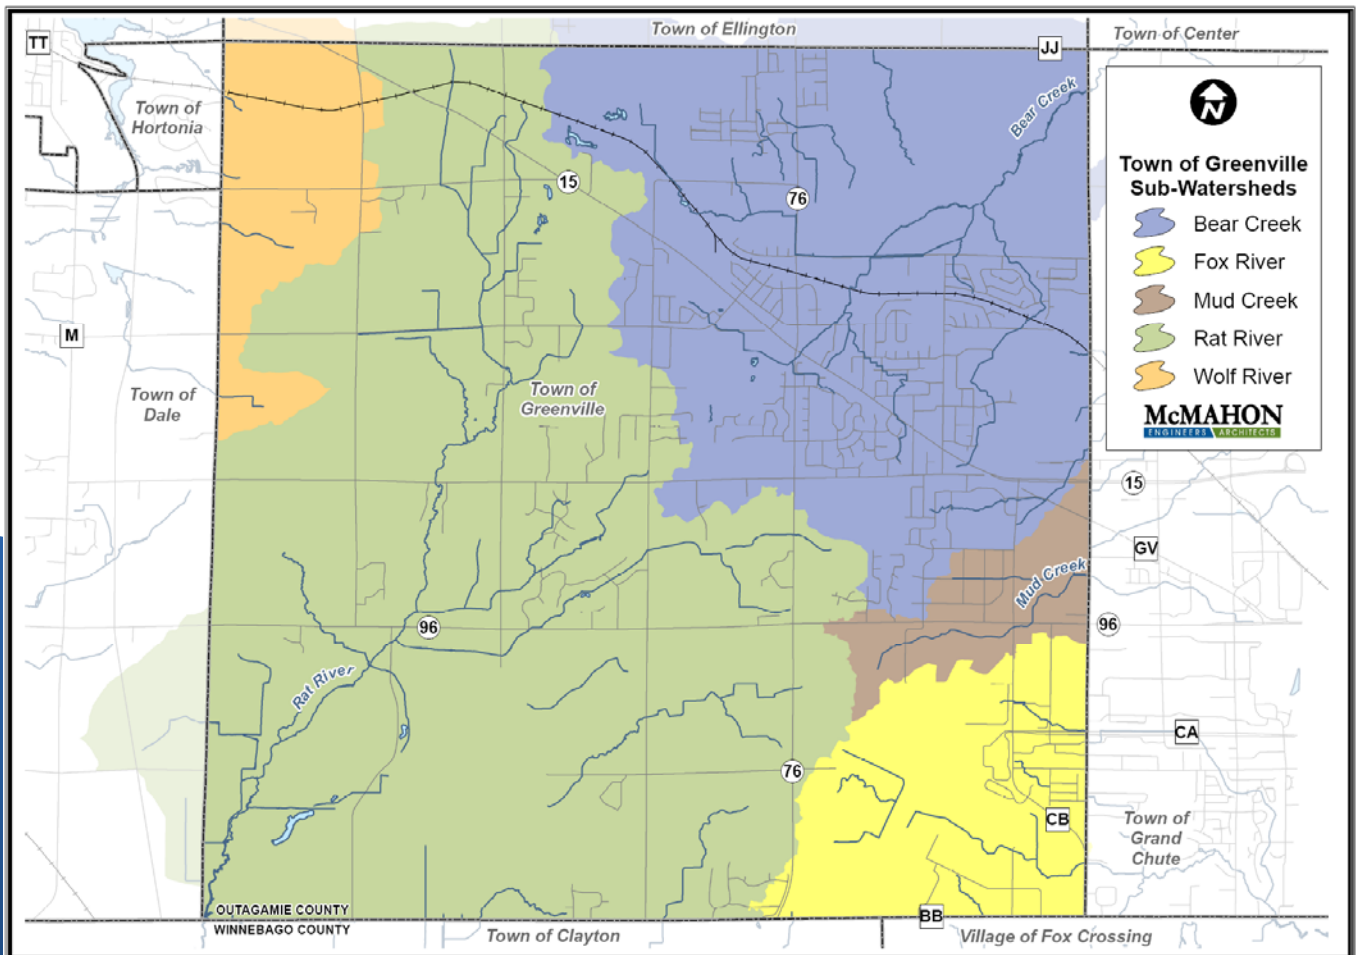 Town of Ellington
Town of Center
TT
JJ
Town of
Hortonia
Bear Creek
N
Town of Greenville
Sub-Watersheds
Bear Creek
Fox River
Mud Creek
Rat River
Wolf River
McMAHON
ENGINEERS ARCHITECTS
15
76
M
Town of
Dale
Town of
Greenville
15
GV
Mud Creek
96
96
Rat River
CA
76
CB
Town of
Grand
Chute
OUTAGAMIE COUNTY
WINNEBAGO COUNTY
BB
Town of Clayton
Village of Fox Crossing